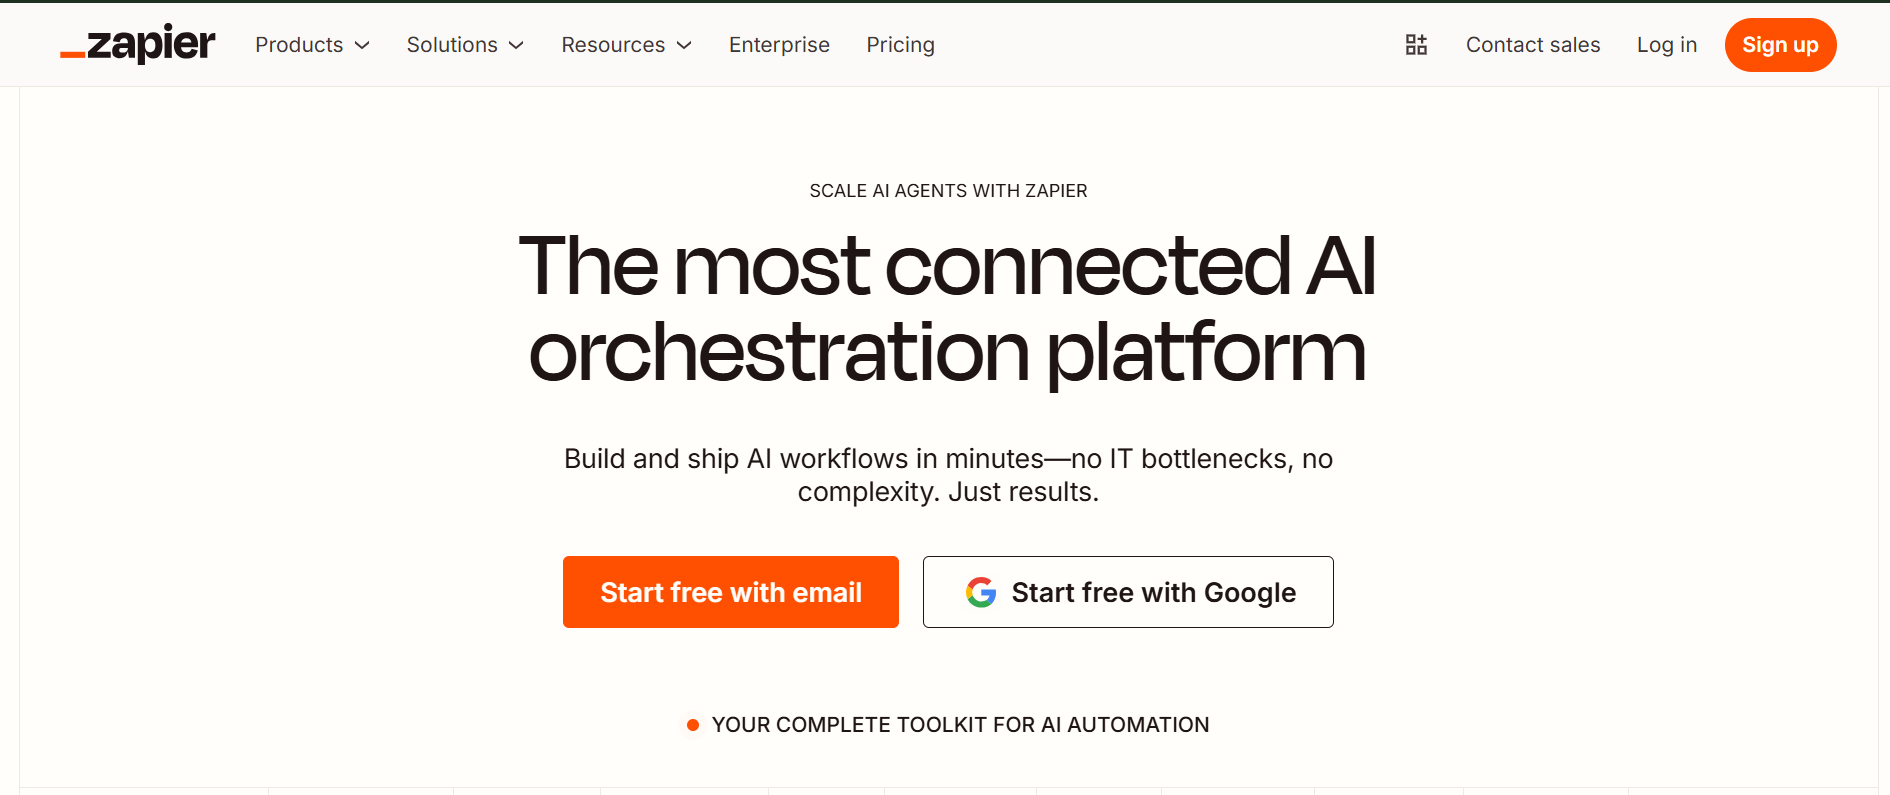 zapier
Products
Solutions
Resources
Enterprise
Pricing
Contact sales
Log in
Sign up
SCALE AI AGENTS WITH ZAPIER
The most connected AI
orchestration platform
Build and ship AI workflows in minutes—no IT bottlenecks, no
complexity. Just results.
Start free with email
Start free with Google
YOUR COMPLETE TOOLKIT FOR AI AUTOMATION